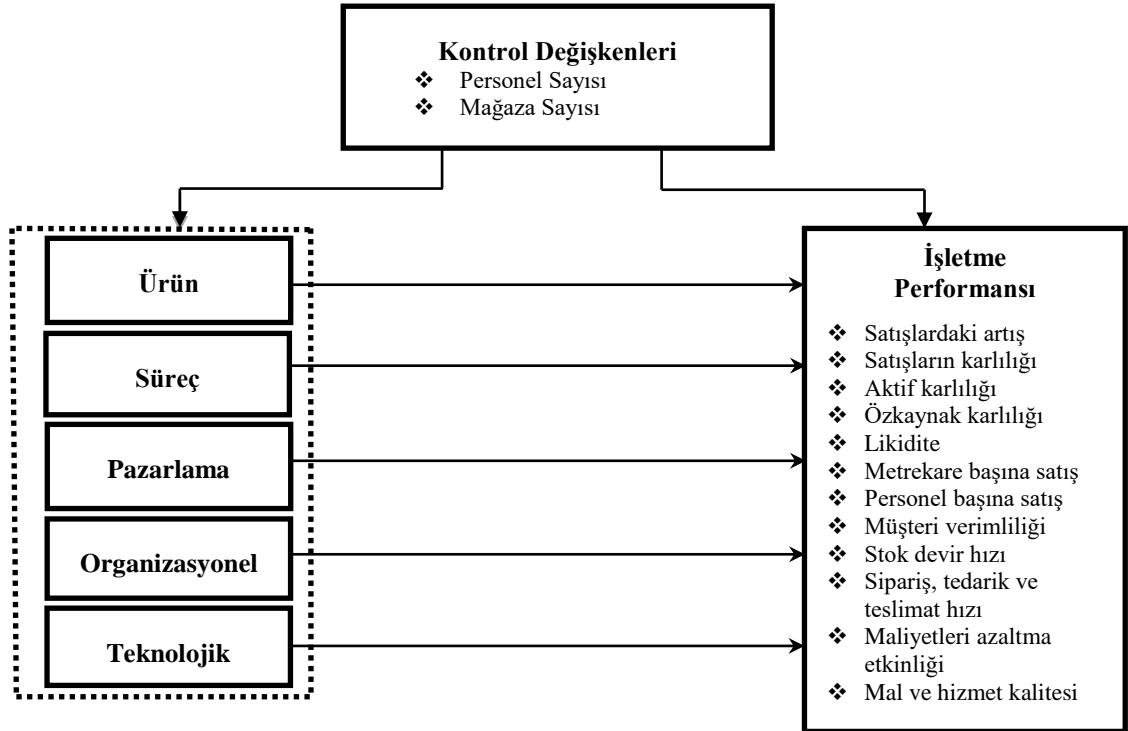 Kontrol Değişkenleri
❖ Personel Sayısı
❖ Mağaza Sayısı
Ürün
Süreç
Pazarlama
Organizasyonel
Teknolojik
İşletme
Performansı
❖ Satışlardaki artış
❖ Satışların karlılığı
❖ Aktif karlılığı
❖ Özkaynak karlılığı
❖ Likidite
❖ Metrekare başına satış
❖ Personel başına satış
❖ Müşteri verimliliği
❖ Stok devir hızı
❖ Sipariş, tedarik ve
teslimat hızı
❖ Maliyetleri azaltma
etkinliği
❖ Mal ve hizmet kalitesi